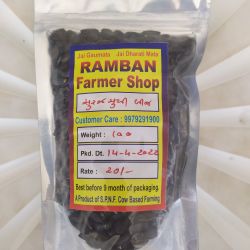 Jai Gaumata Jai Dharati Mata
RAMBAN
Farmer Shop
સુરજમુખી બીજ
Customer Care : 9979291900
Weight : 100
Pkd. Dt. 14-4-2022
Rate : 20/-
Best before 9 month of packaging
A Product of S.P.N.F. Cow Based Farming